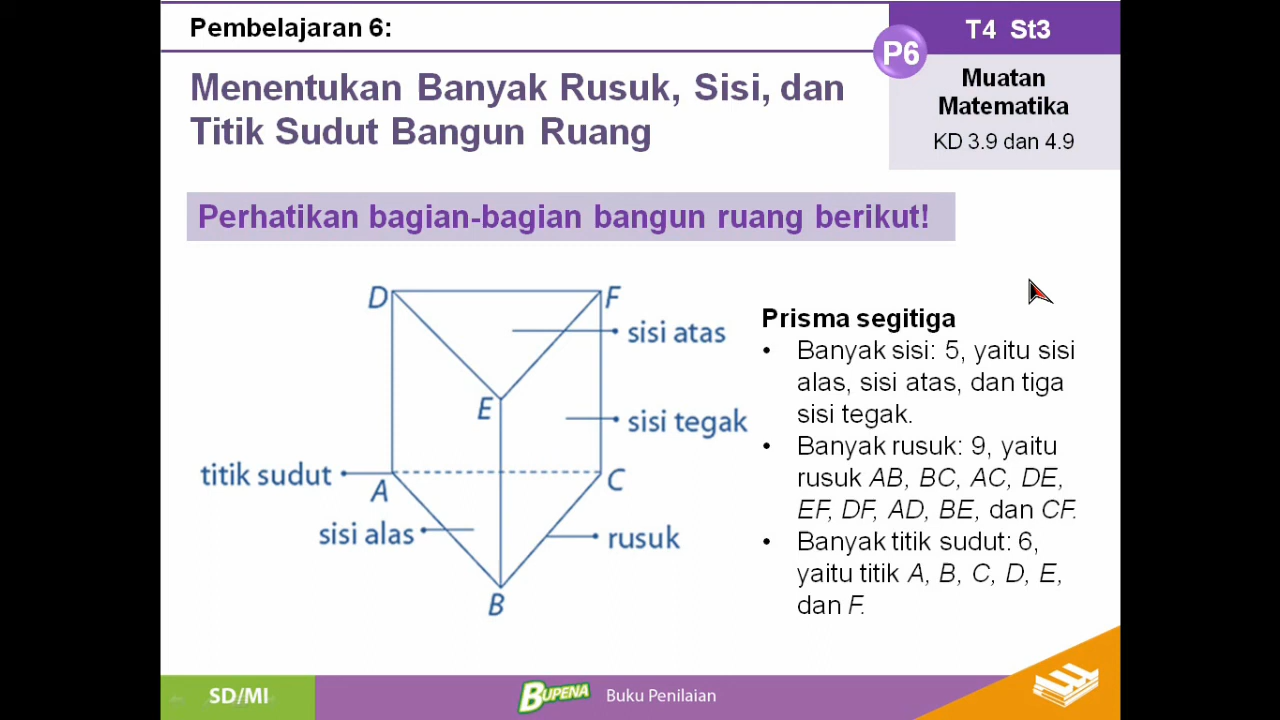 Pembelajaran 6:
T4 St3
P6
Muatan
Matematika
KD 3.9 dan 4.9
Menentukan Banyak Rusuk, Sisi, dan
Titik Sudut Bangun Ruang
Perhatikan bagian-bagian bangun ruang berikut!
D
F
sisi atas
E
sisi tegak
titik sudut
A
C
sisi alas
rusuk
B
Prisma segitiga
• Banyak sisi: 5, yaitu sisi
alas, sisi atas, dan tiga
sisi tegak.
• Banyak rusuk: 9, yaitu
rusuk AB, BC, AC, DE,
EF, DF, AD, BE, dan CF.
• Banyak titik sudut: 6,
yaitu titik A, B, C, D, E,
dan F.
SD/MI
BUPENA
Buku Penilaian